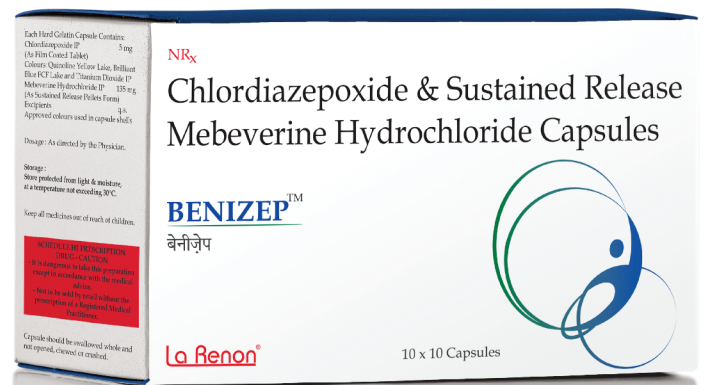 Each Hard Gelatin Capsule Contains:
Chlordiazepoxide IP 5 mg
(As Film Coated Tablet)
Colours: Quinoline Yellow Lake, Brilliant
Blue FCF Lake and Titanium Dioxide IP
Mebeverine Hydrochloride IP 135 mg
(As Sustained Release Pellets Form)
Excipients q.s.
Approved colours used in capsule shells
Dosage: As directed by the Physician.
Storage :
Store protected from light & moisture,
at a temperature not exceeding 30°C.
Keep all medicines out of reach of children.
SCHEDULE H1 PRESCRIPTION
DRUG - CAUTION
- It is dangerous to take this preparation
except in accordance with the medical
advice.
- Not to be sold by retail without the
prescription of a Registered Medical
Practitioner.
Capsule should be swallowed whole and
not opened, chewed or crushed.
NRx
Chlordiazepoxide & Sustained Release
Mebeverine Hydrochloride Capsules
BENIZEP™
बेनीज़ेप
La Renon®
10 x 10 Capsules